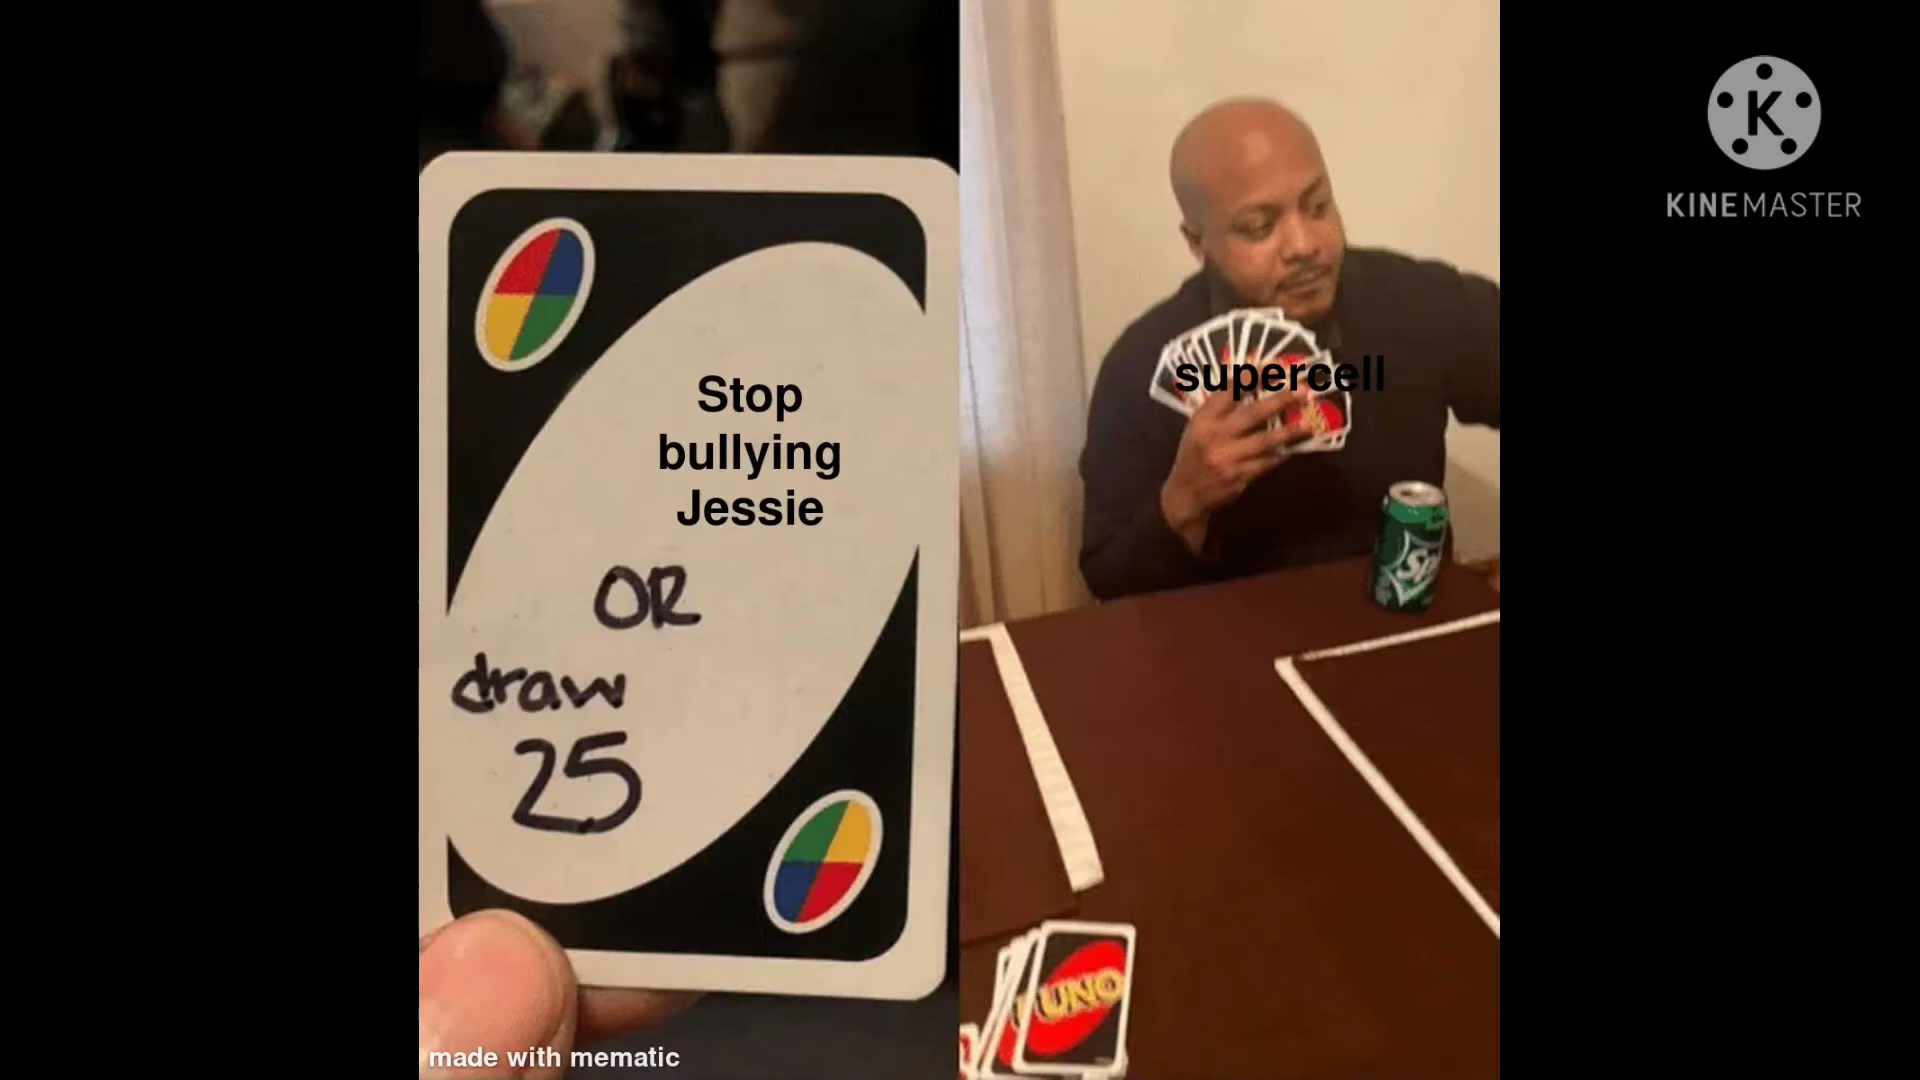 Stop
bullying
Jessie
OR
draw
25
supercell
UNO
made with mematic
KINEMASTER